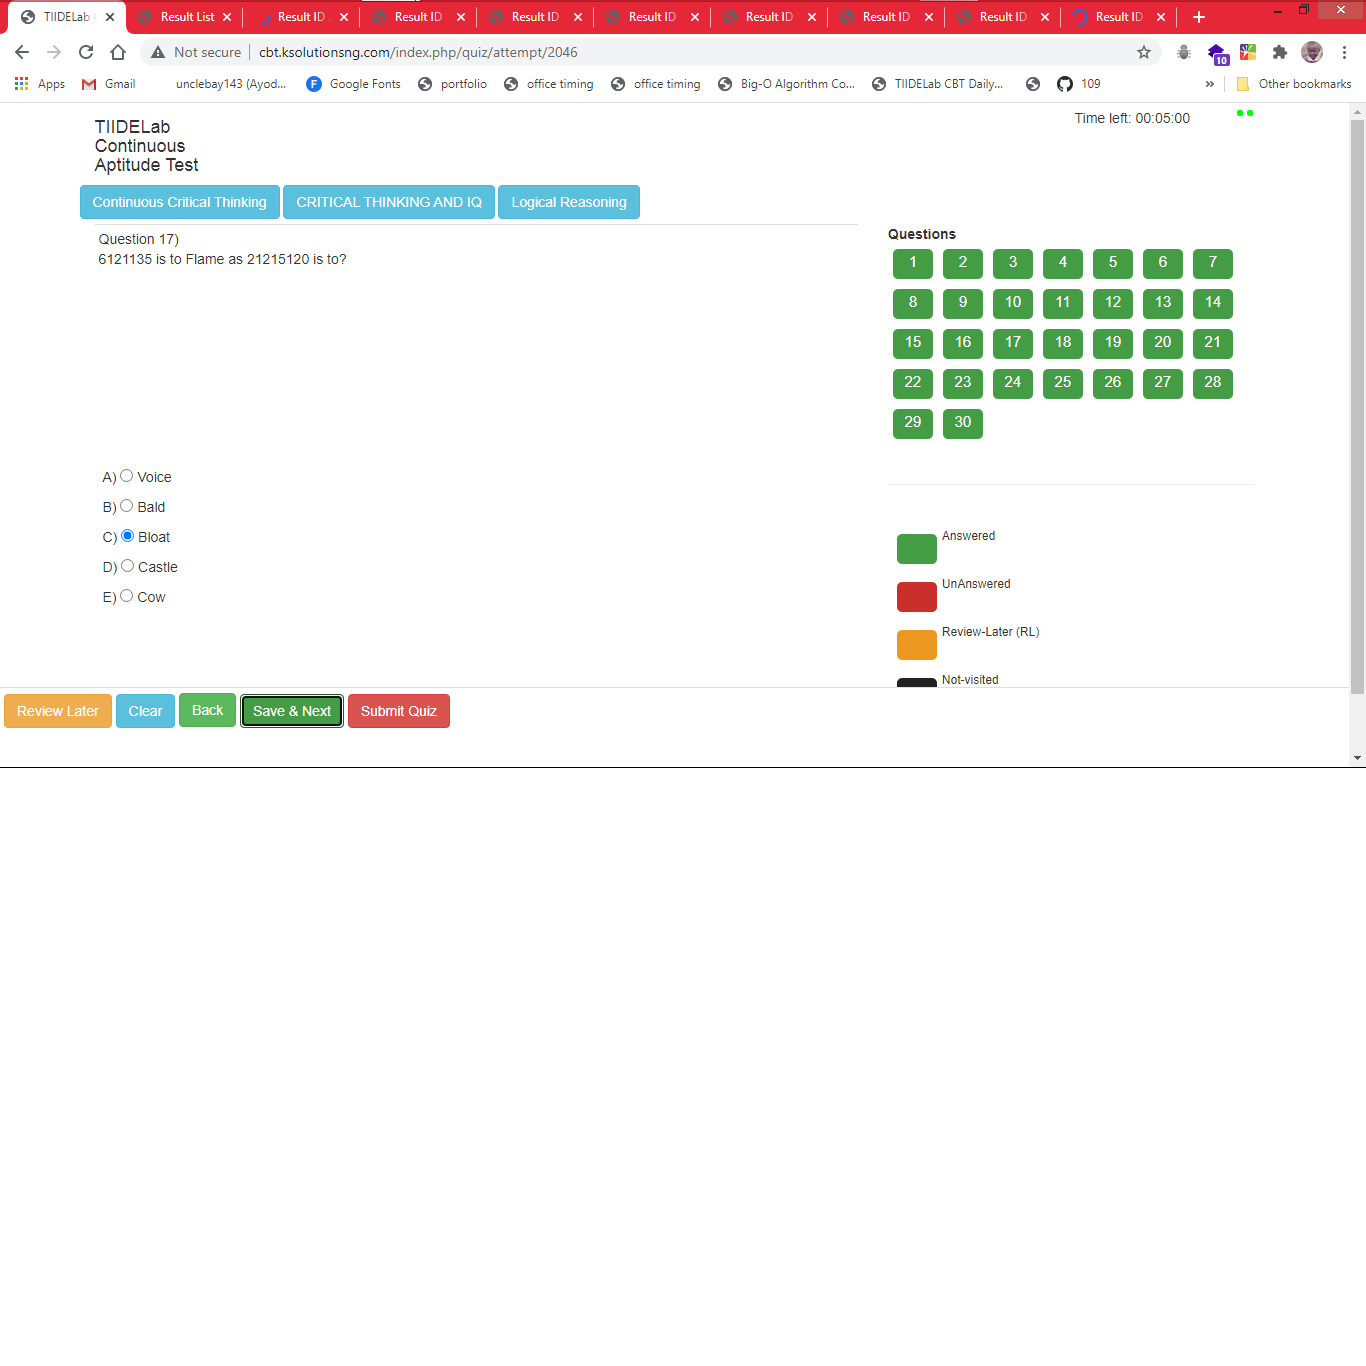 TIIDELab
Result List
Result ID
Result ID
Result ID
Result ID
Result ID
Result ID
Result ID
Result ID
Not secure
cbt.ksolutionsng.com/index.php/quiz/attempt/2046
10
Apps
Gmail
unclebay143 (Ayod...
Google Fonts
portfolio
office timing
office timing
Big-O Algorithm Co...
TIIDELab CBT Daily...
109
»
Other bookmarks
TIIDELab
Continuous
Aptitude Test
Time left: 00:05:00
Continuous Critical Thinking
CRITICAL THINKING AND IQ
Logical Reasoning
Question 17)
6121135 is to Flame as 21215120 is to?
A) Voice
B) Bald
C) Bloat
D) Castle
E) Cow
Questions
1 2 3 4 5 6 7
8 9 10 11 12 13 14
15 16 17 18 19 20 21
22 23 24 25 26 27 28
29 30
Answered
UnAnswered
Review-Later (RL)
Not-visited
Review Later
Clear
Back
Save & Next
Submit Quiz